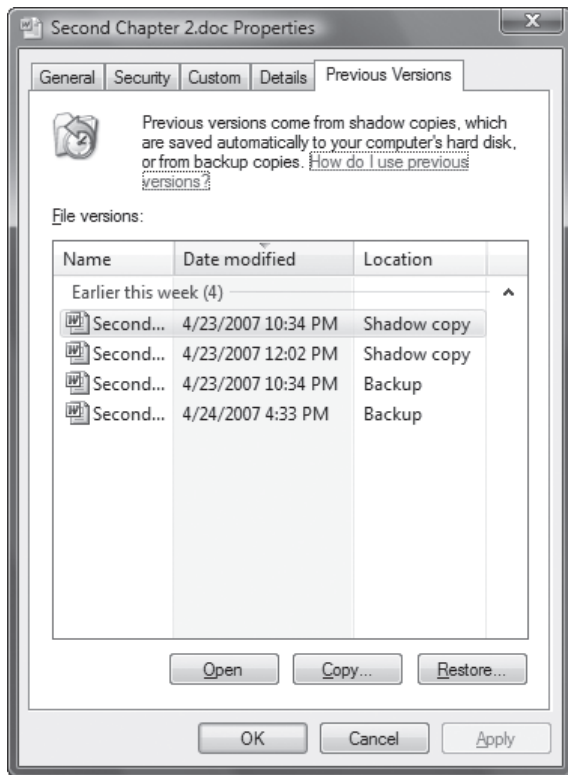 Second Chapter 2.doc Properties
X
General Security Custom Details Previous Versions
Previous versions come from shadow copies, which
are saved automatically to your computer's hard disk,
or from backup copies. How do I use previous
versions?
File versions:
Name Date modified Location
Earlier this week (4)
Second... 4/23/2007 10:34 PM Shadow copy
Second... 4/23/2007 12:02 PM Shadow copy
Second... 4/23/2007 10:34 PM Backup
Second... 4/24/2007 4:33 PM Backup
Open Copy... Restore...
OK Cancel Apply